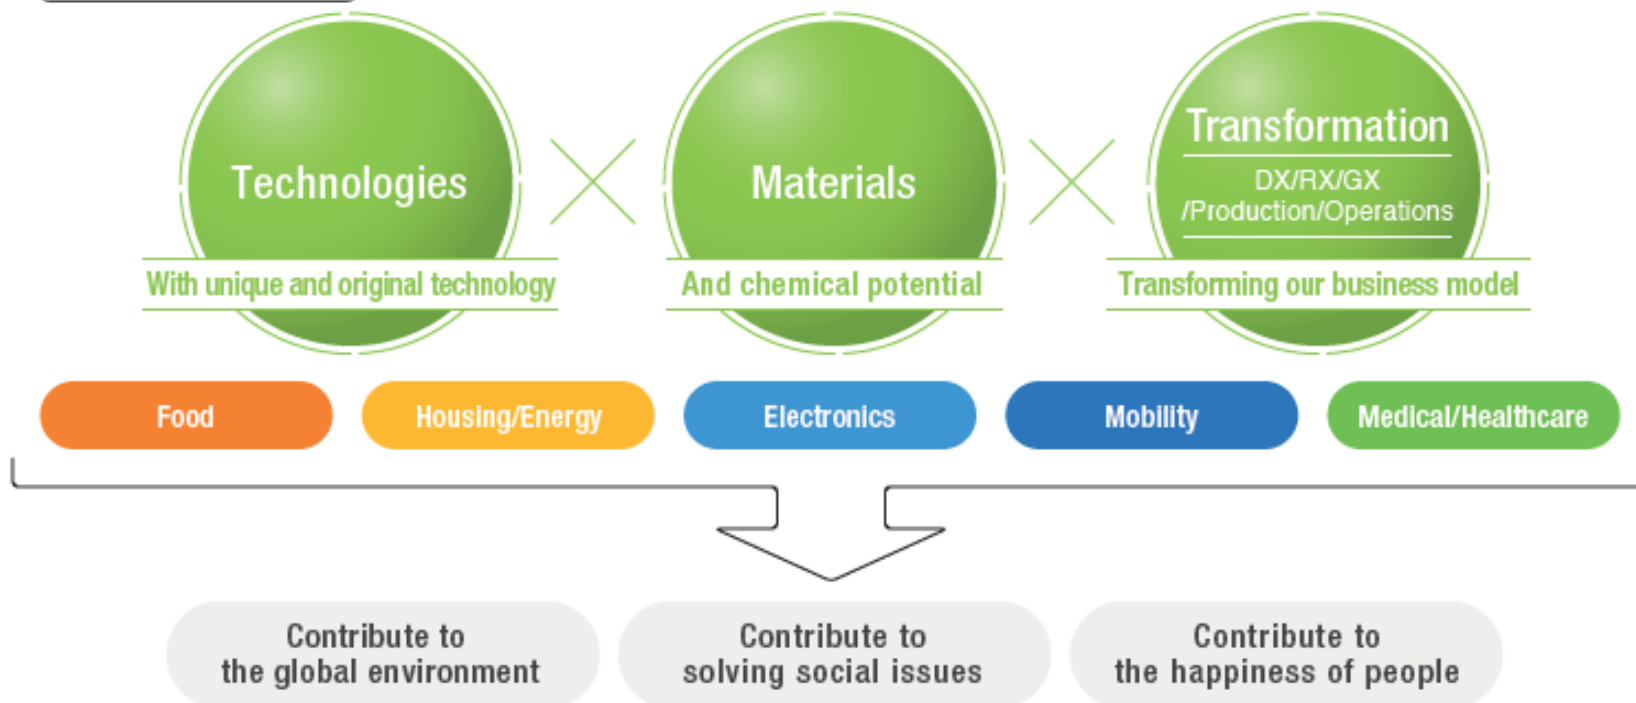 Technologies
Materials
Transformation
DX/RX/GX
/Production/Operations
With unique and original technology
And chemical potential
Transforming our business model
Food
Housing/Energy
Electronics
Mobility
Medical/Healthcare
Contribute to
the global environment
Contribute to
solving social issues
Contribute to
the happiness of people